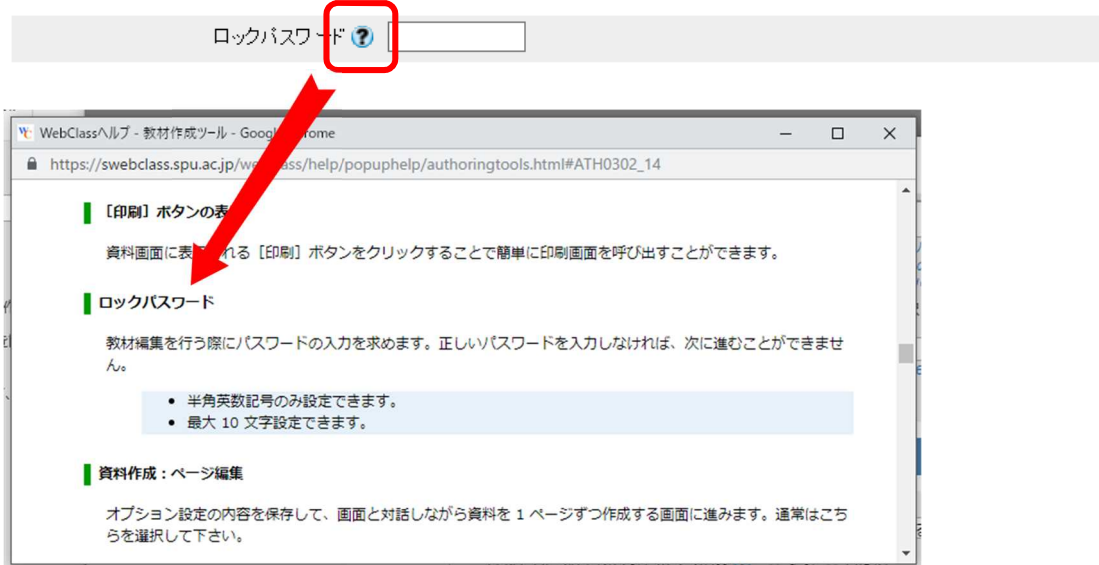 ロックパスワード
WebClassヘルプ - 教材作成ツール - Google Chrome
https://swebclass.spu.ac.jp/webclass/help/popuphelp/authoringtools.html#ATH0302_14
［印刷］ボタンの表
資料画面に表 れる［印刷］ボタンをクリックすることで簡単に印刷画面を呼び出すことができます。
ロックパスワード
教材編集を行う際にパスワードの入力を求めます。正しいパスワードを入力しなければ、次に進むことができませ
ん。
• 半角英数記号のみ設定できます。
• 最大 10 文字設定できます。
資料作成：ページ編集
オプション設定の内容を保存して、画面と対話しながら資料を 1 ページずつ作成する画面に進みます。通常はこち
らを選択して下さい。